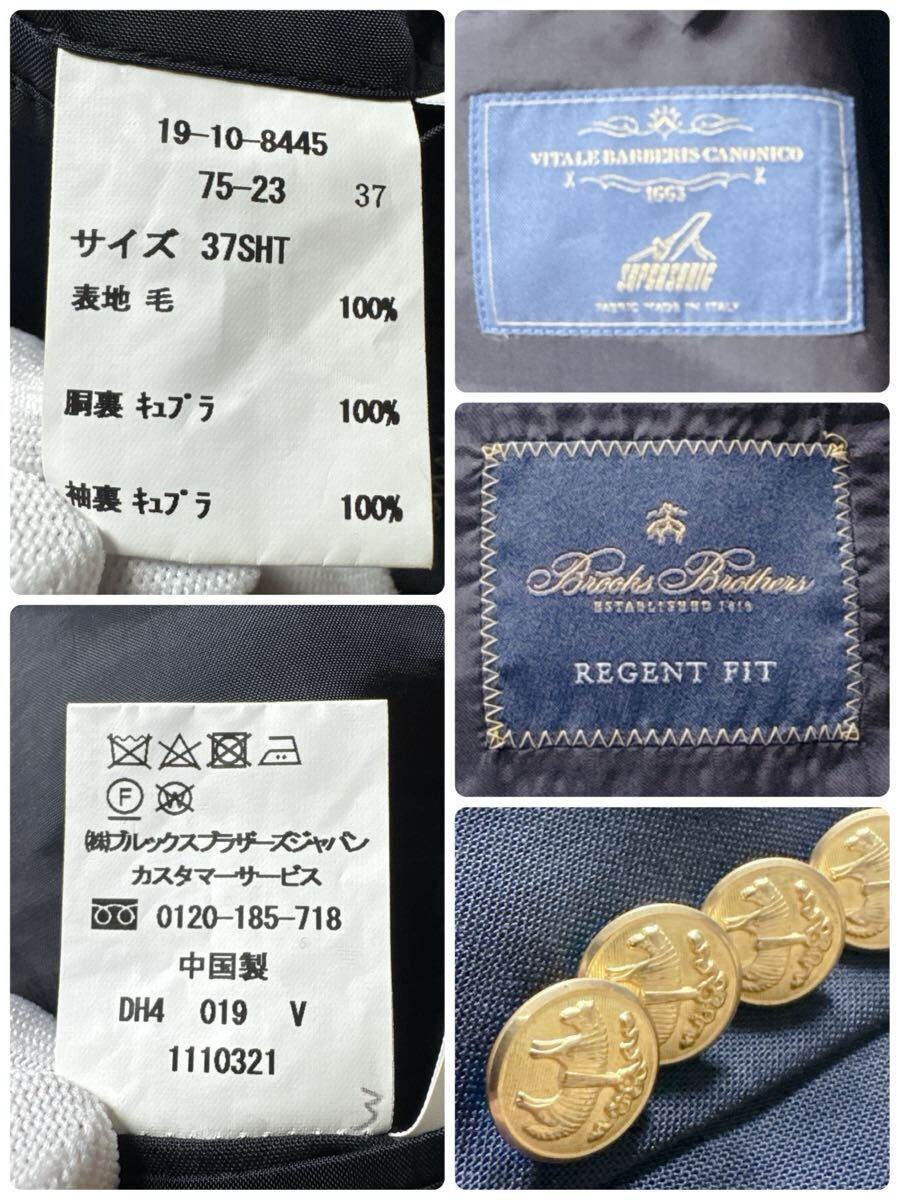 19-10-8445
75-23 37
サイズ 37SHT
表地 毛 100%
胴裏 ｷｭﾌﾟﾗ 100%
袖裏 ｷｭﾌﾟﾗ 100%
VITALE BARBERIS CANONICO
1663
SUPERSONIC
FABRIC MADE IN ITALY
Brooks Brothers
ESTABLISHED 1818
REGENT FIT
F W
㈱ブルックスブラザーズジャパン
カスタマーサービス
0120-185-718
中国製
DH4 019 V
1110321